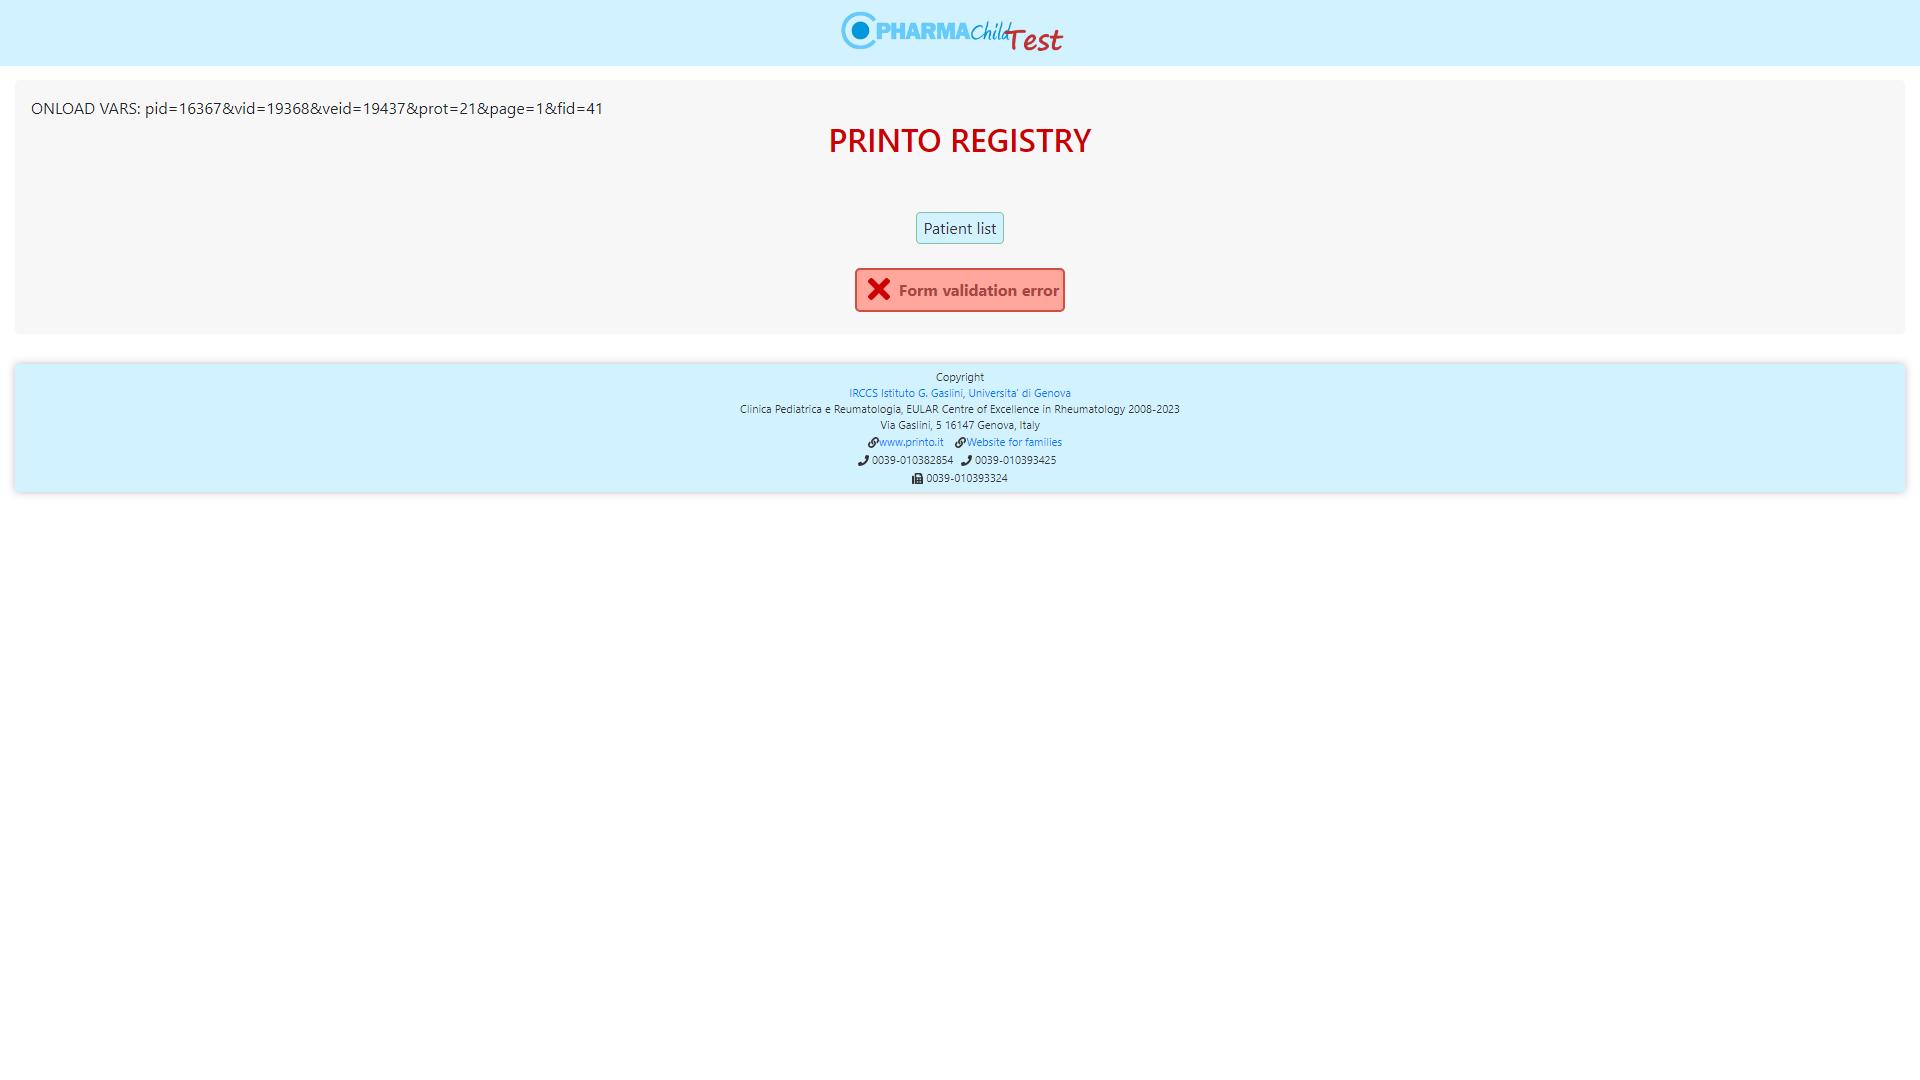 PHARMAChild Test
ONLOAD VARS: pid=16367&vid=19368&veid=19437&prot=21&page=1&fid=41
PRINTO REGISTRY
Patient list
Form validation error
Copyright
IRCCS Istituto G. Gaslini, Universita' di Genova
Clinica Pediatrica e Reumatologia, EULAR Centre of Excellence in Rheumatology 2008-2023
Via Gaslini, 5 16147 Genova, Italy
www.printo.it Website for families
0039-010382854 0039-010393425
0039-010393324